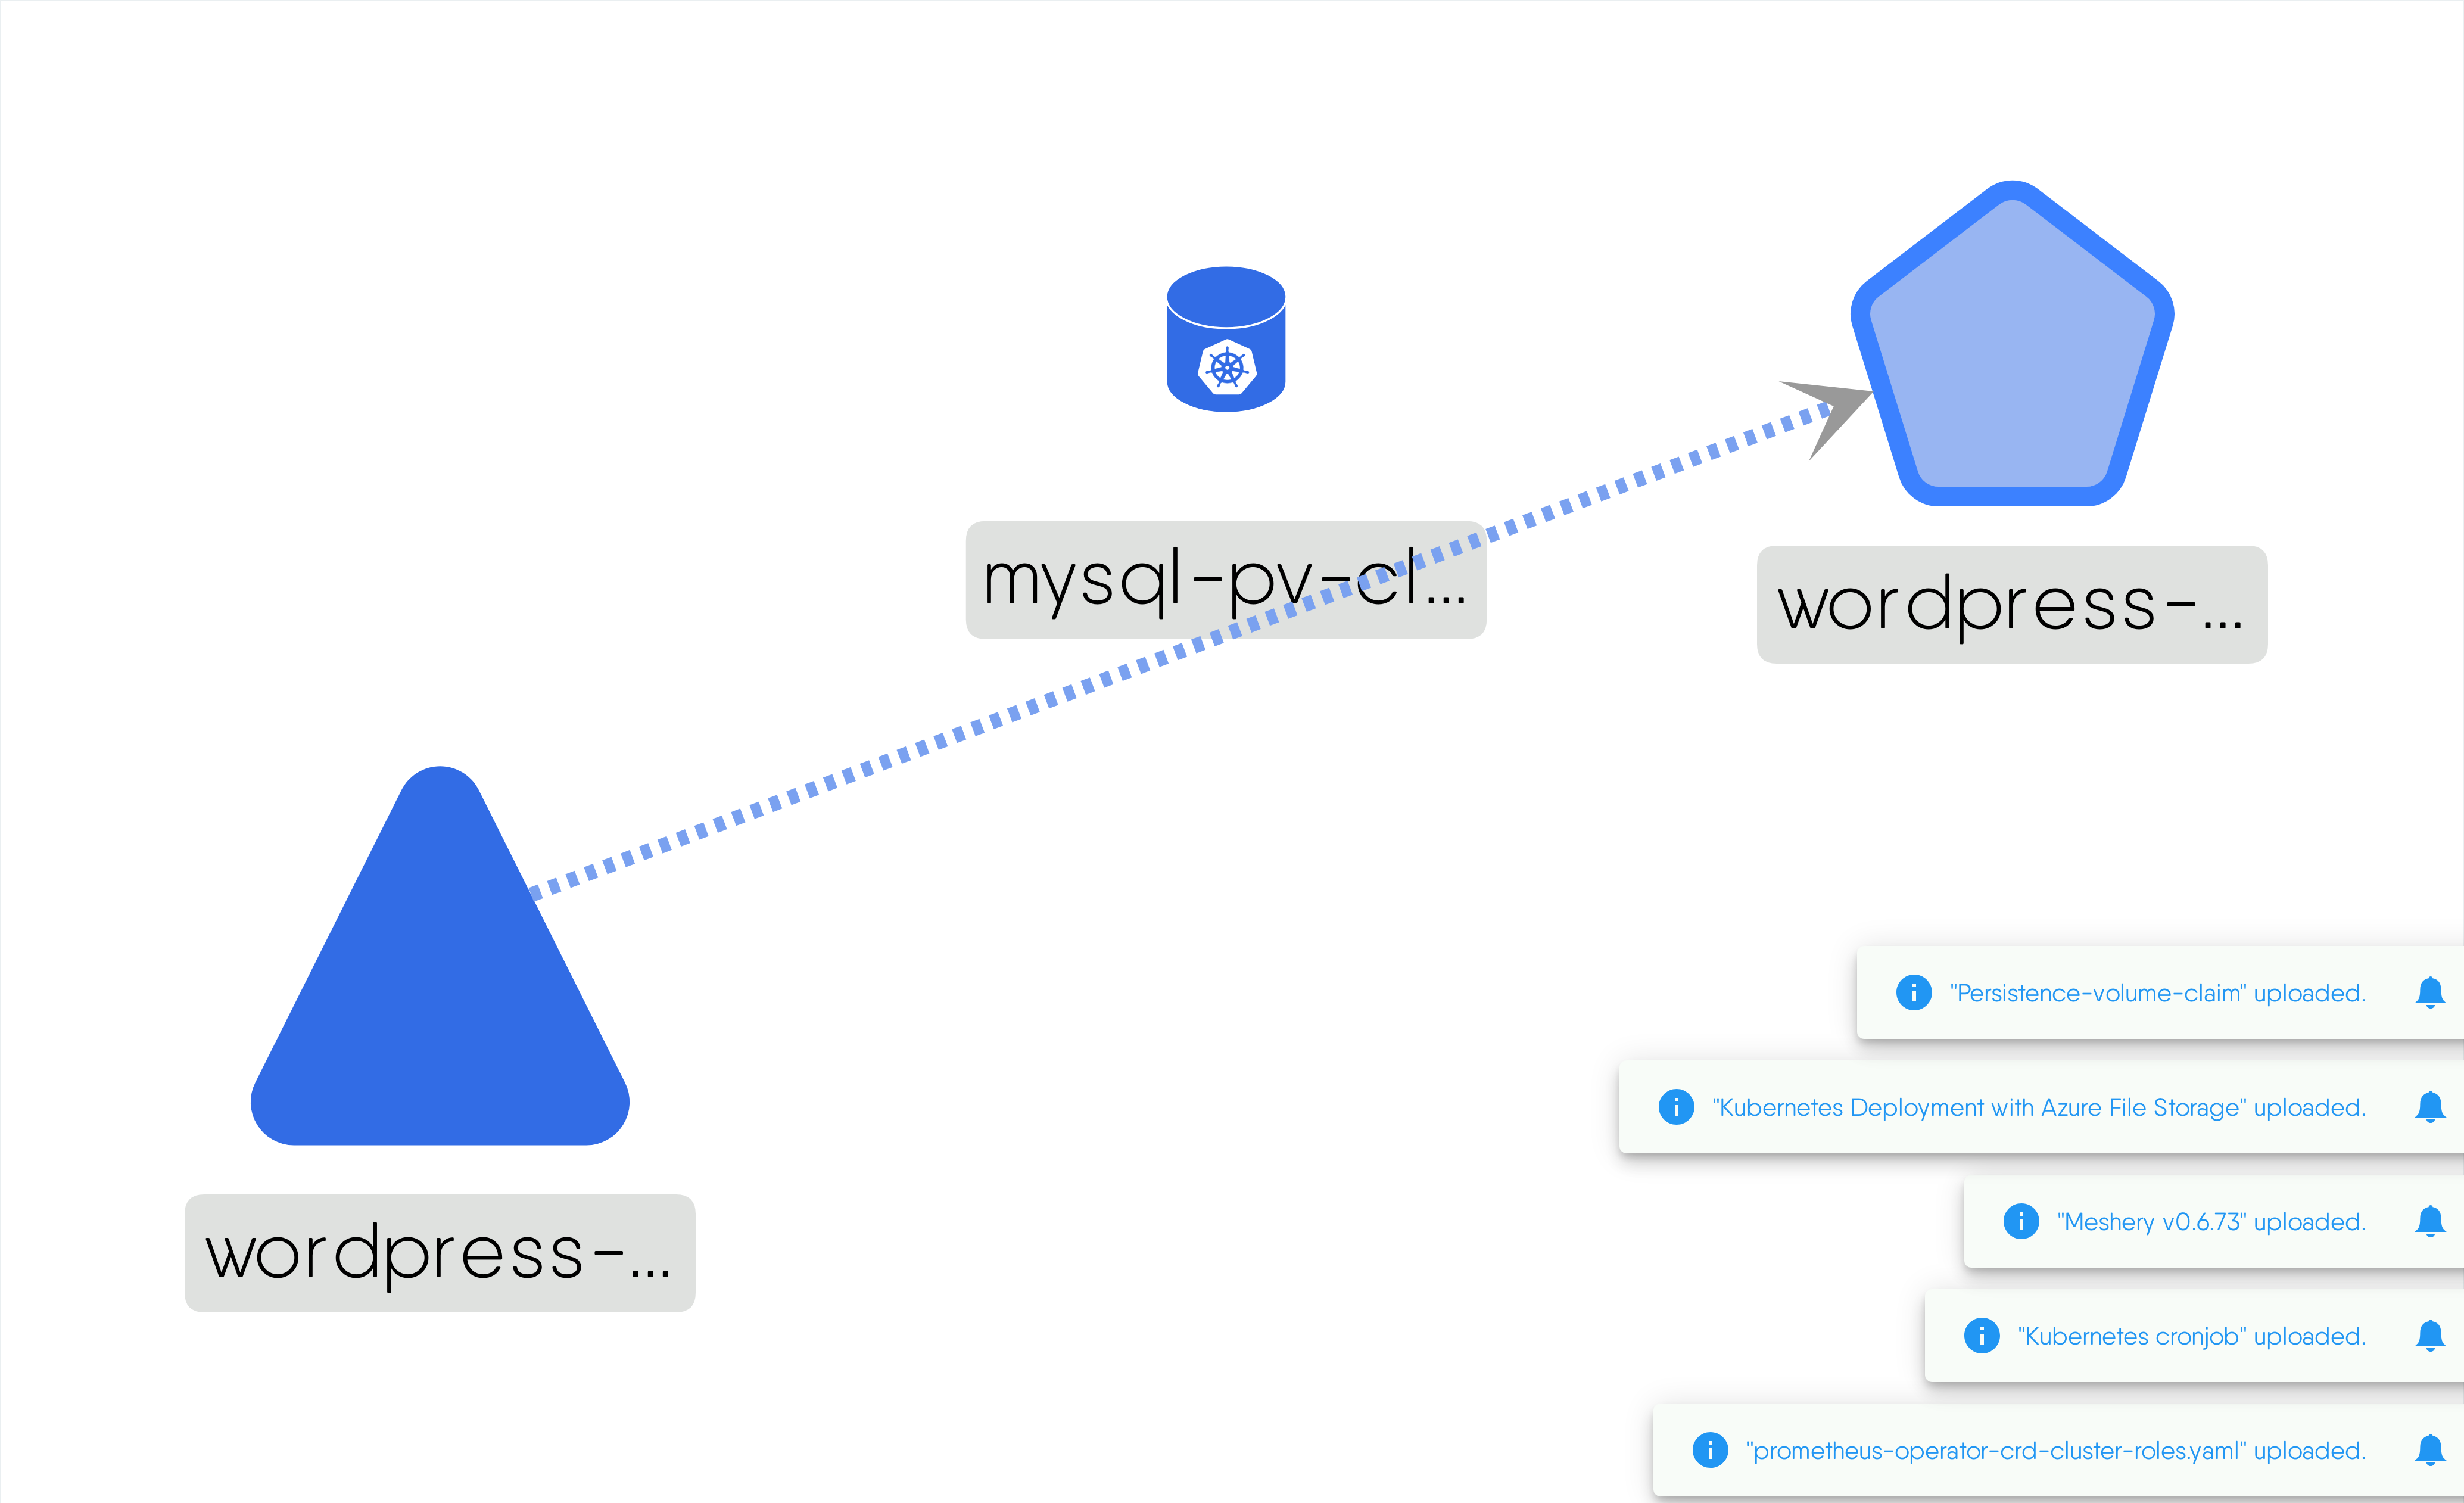 mysql-pv-cl...
wordpress-...
wordpress-...
"Persistence-volume-claim" uploaded.
"Kubernetes Deployment with Azure File Storage" uploaded.
"Meshery v0.6.73" uploaded.
"Kubernetes cronjob" uploaded.
"prometheus-operator-crd-cluster-roles.yaml" uploaded.